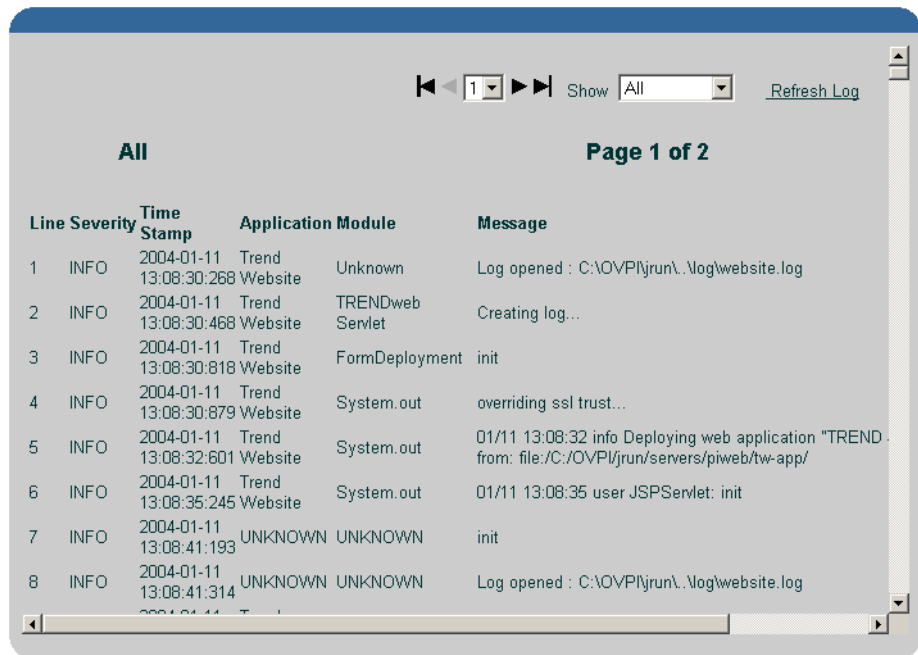 1 Show All Refresh Log
All Page 1 of 2
Line Severity Time Stamp Application Module Message
1 INFO 2004-01-11 13:08:30:268 Trend Website Unknown Log opened : C:\OVPI\jrun\..\log\website.log
2 INFO 2004-01-11 13:08:30:468 Trend Website TRENDweb Servlet Creating log...
3 INFO 2004-01-11 13:08:30:818 Trend Website FormDeployment init
4 INFO 2004-01-11 13:08:30:879 Trend Website System.out overriding ssl trust...
5 INFO 2004-01-11 13:08:32:601 Trend Website System.out 01/11 13:08:32 info Deploying web application "TREND
from: file:/C:/OVPI/jrun/servers/piweb/tw-app/
6 INFO 2004-01-11 13:08:35:245 Trend Website System.out 01/11 13:08:35 user JSPServlet: init
7 INFO 2004-01-11 13:08:41:193 UNKNOWN UNKNOWN init
8 INFO 2004-01-11 13:08:41:314 UNKNOWN UNKNOWN Log opened : C:\OVPI\jrun\..\log\website.log